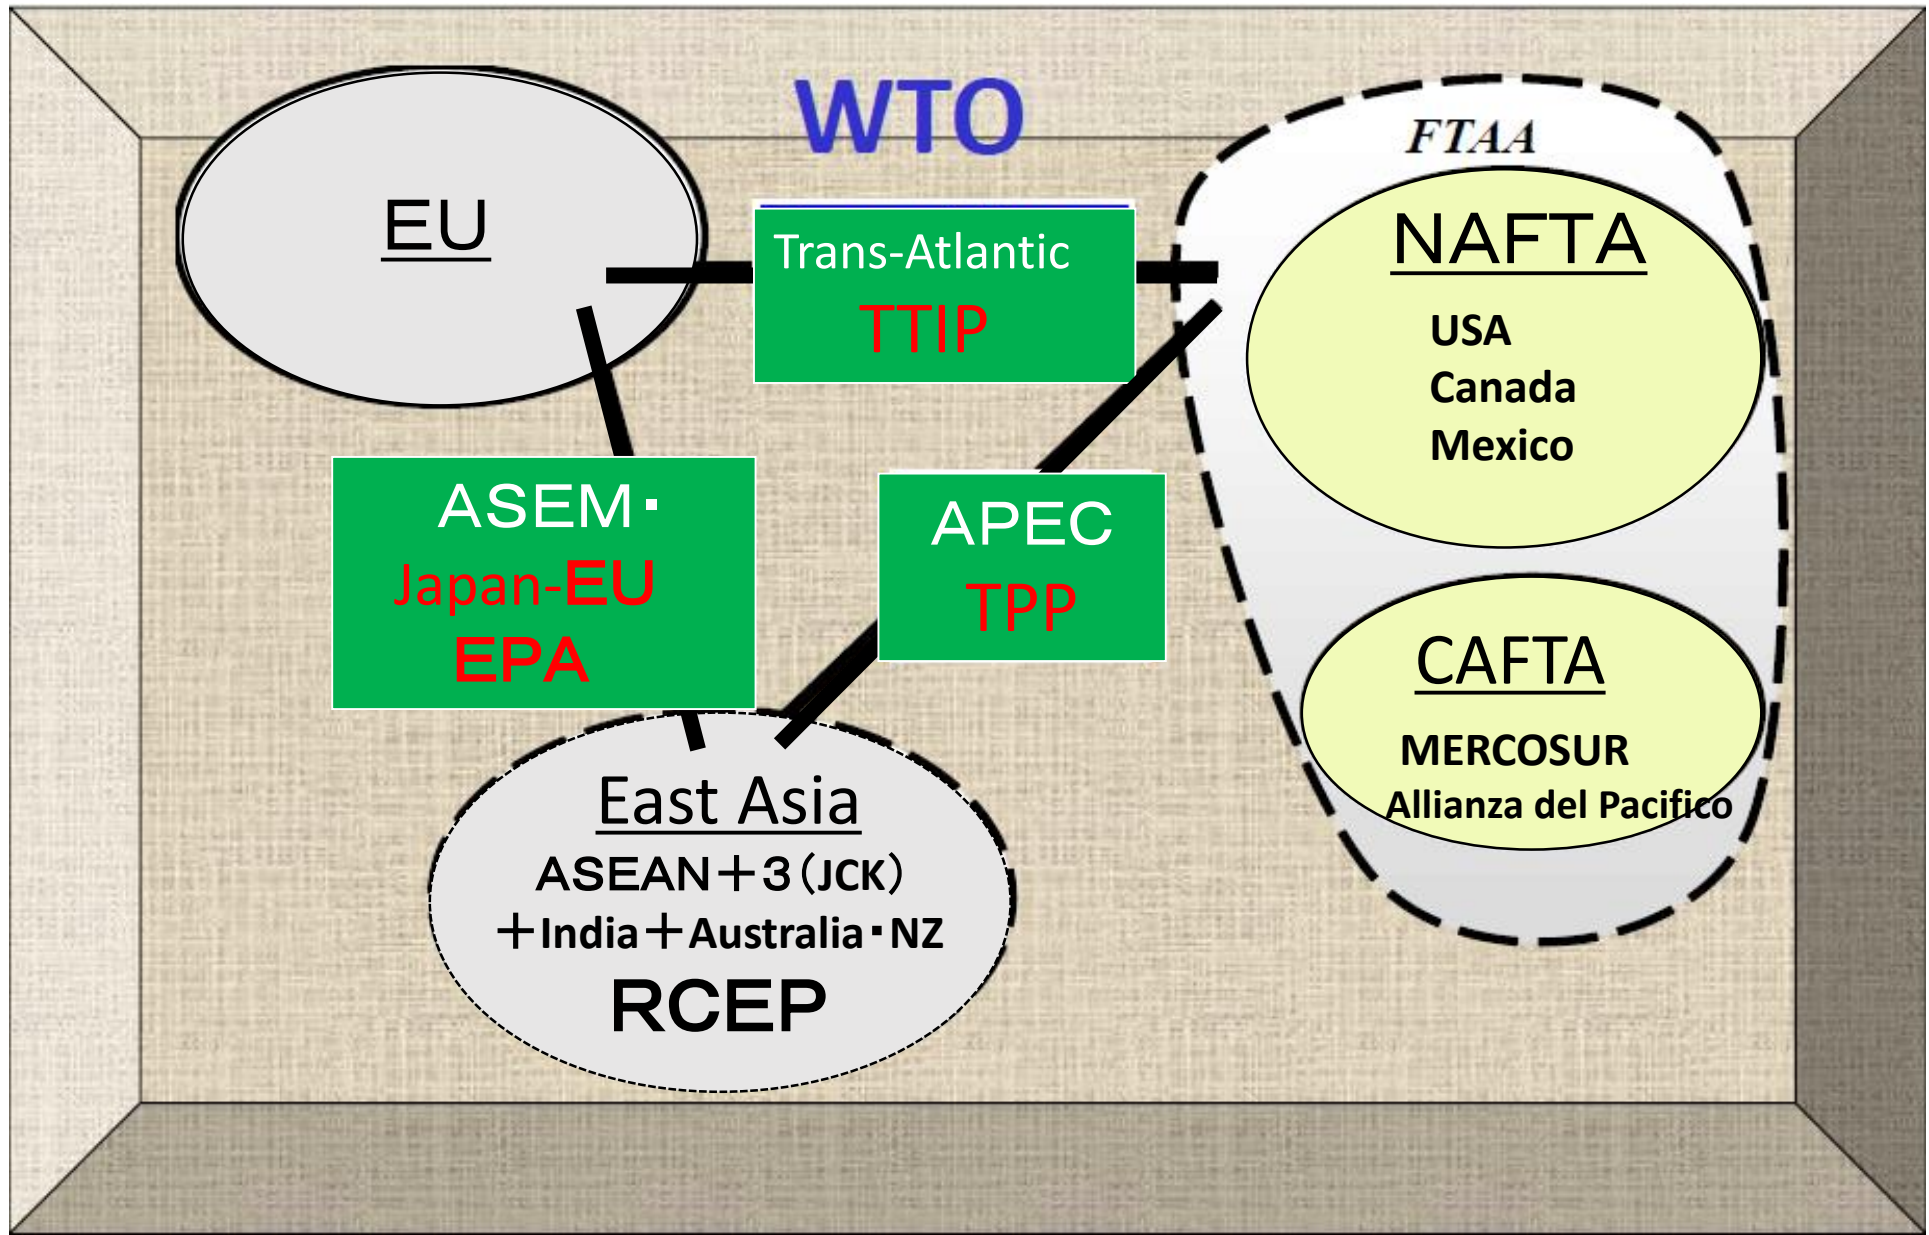 WTO
EU
Trans-Atlantic
TTIP
FTAA
NAFTA
USA
Canada
Mexico
ASEM・
Japan-EU
EPA
APEC
TPP
CAFTA
MERCOSUR
Allianza del Pacifico
East Asia
ASEAN＋3（JCK）
＋India＋Australia・NZ
RCEP